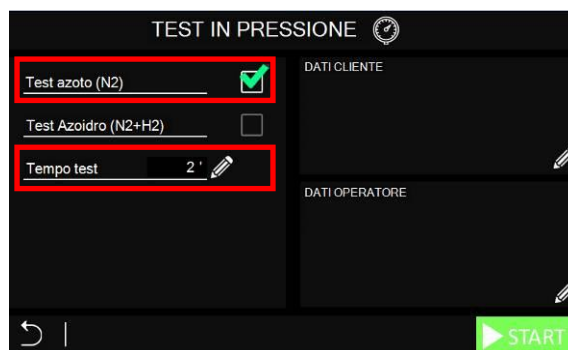 TEST IN PRESSIONE
Test azoto (N2)
Test Azoidro (N2+H2)
Tempo test 2 '
DATI CLIENTE
DATI OPERATORE
START